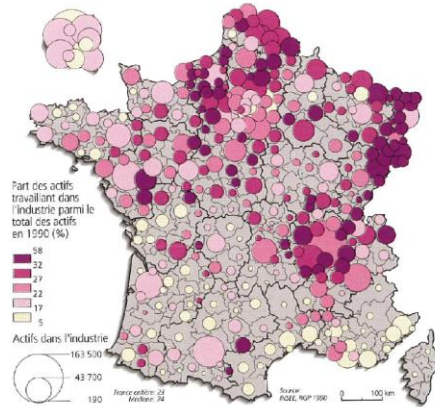 Part des actifs
travaillant dans
l'industrie parmi le
total des actifs
en 1990 (%)
58
32
27
22
17
5
Actifs dans l'industrie
163 500
43 700
190
France entière: 23
Médiane: 24
Source:
INSEE, RGP 1990
0 100 km